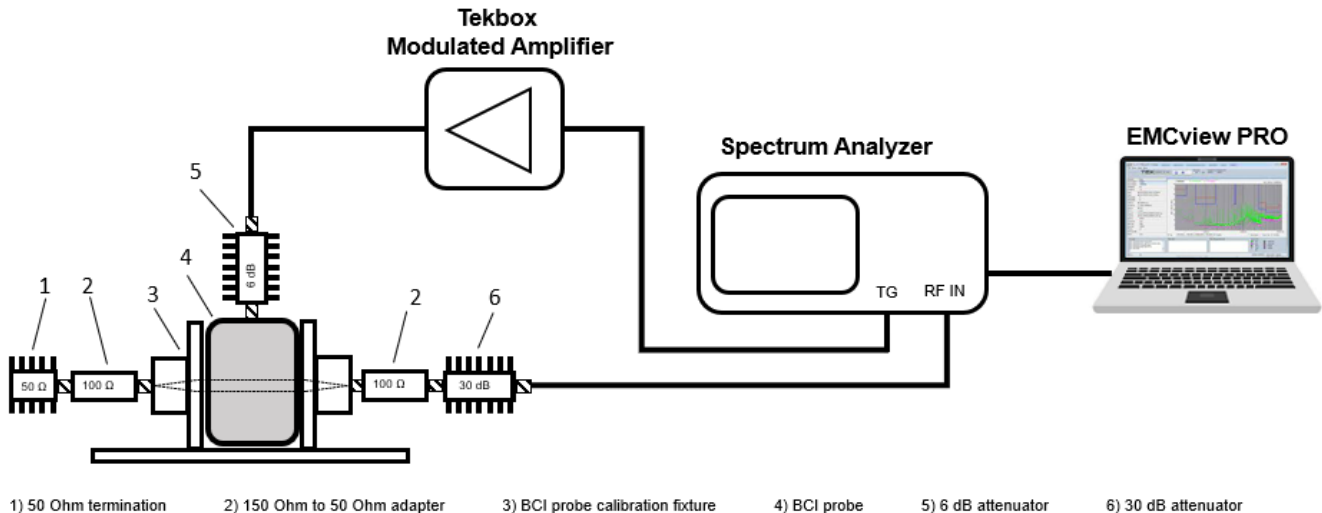 Tekbox
Modulated Amplifier
Spectrum Analyzer
EMCview PRO
5
6 dB
4
1
2
3
2
6
TG
RF IN
50 Ω
100 Ω
100 Ω
30 dB
1) 50 Ohm termination
2) 150 Ohm to 50 Ohm adapter
3) BCI probe calibration fixture
4) BCI probe
5) 6 dB attenuator
6) 30 dB attenuator